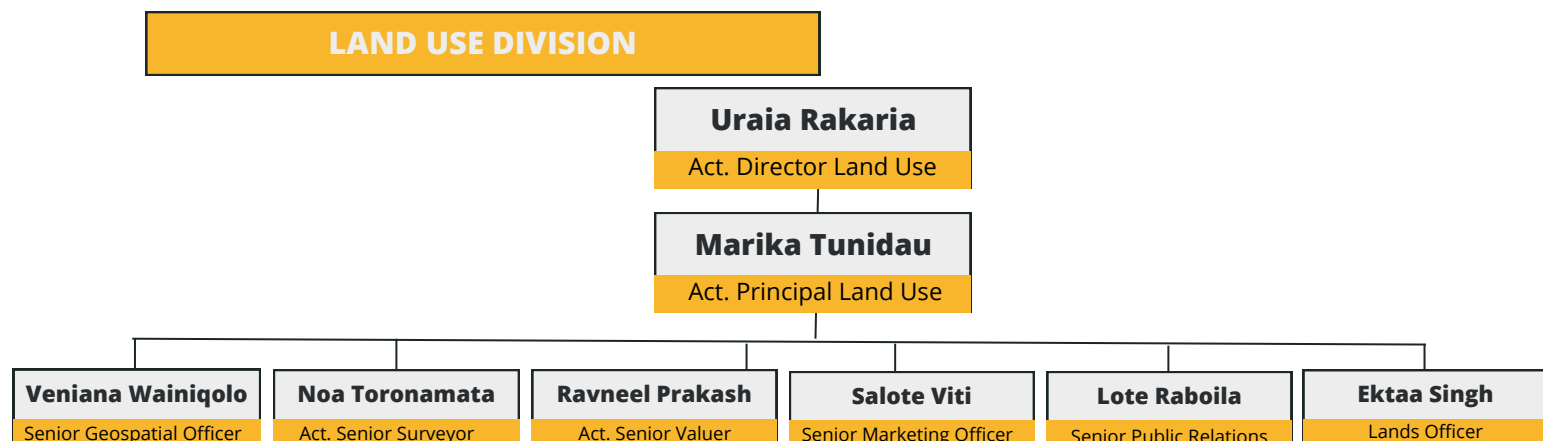 LAND USE DIVISION
Uraia Rakaria
Act. Director Land Use
Marika Tunidau
Act. Principal Land Use
Veniana Wainiqolo
Senior Geospatial Officer
Noa Toronamata
Act. Senior Surveyor
Ravneel Prakash
Act. Senior Valuer
Salote Viti
Senior Marketing Officer
Lote Raboila
Senior Public Relations
Ektaa Singh
Lands Officer